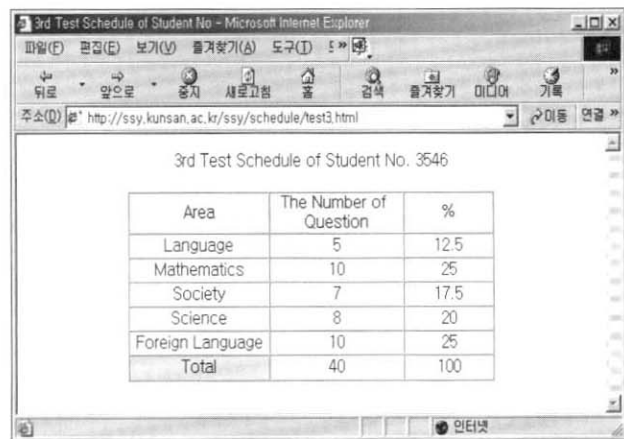 3rd Test Schedule of Student No - Microsoft Internet Explorer
파일(F) 편집(E) 보기(V) 즐겨찾기(A) 도구(T) »
뒤로 앞으로 중지 새로고침 홈 검색 즐겨찾기 미디어 기록 »
주소(D) http://ssy.kunsan.ac.kr/ssy/schedule/test3.html 이동 연결 »
3rd Test Schedule of Student No. 3546
Area The Number of Question %
Language 5 12.5
Mathematics 10 25
Society 7 17.5
Science 8 20
Foreign Language 10 25
Total 40 100
인터넷